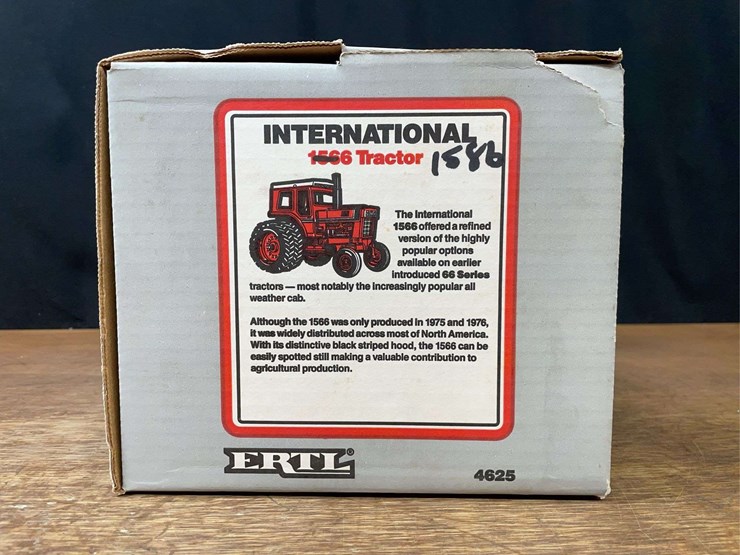 INTERNATIONAL
1566 Tractor 1586
The International
1566 offered a refined
version of the highly
popular options
available on earlier
introduced 66 Series
tractors — most notably the increasingly popular all
weather cab.
Although the 1566 was only produced in 1975 and 1976,
it was widely distributed across most of North America.
With its distinctive black striped hood, the 1566 can be
easily spotted still making a valuable contribution to
agricultural production.
ERTL®
4625